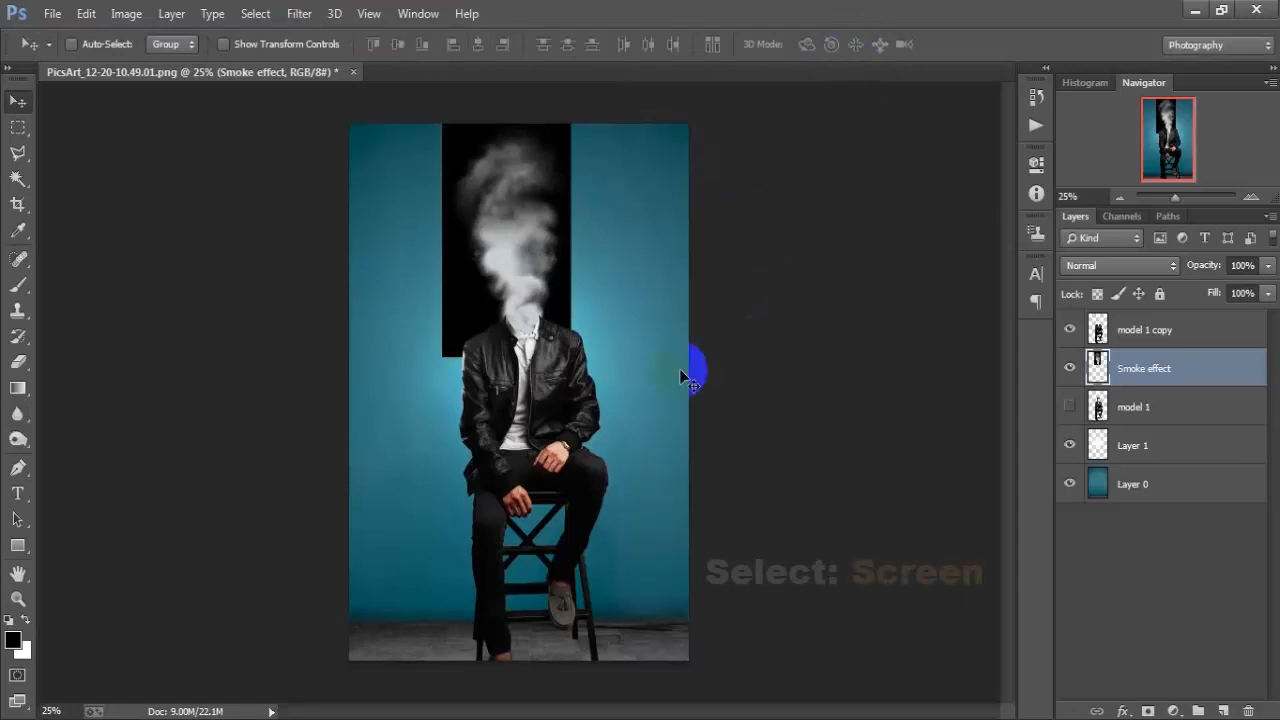 Ps File Edit Image Layer Type Select Filter 3D View Window Help
Auto-Select: Group Show Transform Controls 3D Mode: Photography
PicsArt_12-20-10.49.01.png @ 25% (Smoke effect, RGB/8#) * ×
Histogram Navigator
25%
Layers Channels Paths
Kind
Normal Opacity: 100%
Lock: Fill: 100%
model 1 copy
Smoke effect
model 1
Layer 1
Layer 0
Select: Screen
25% Doc: 9.00M/22.1M